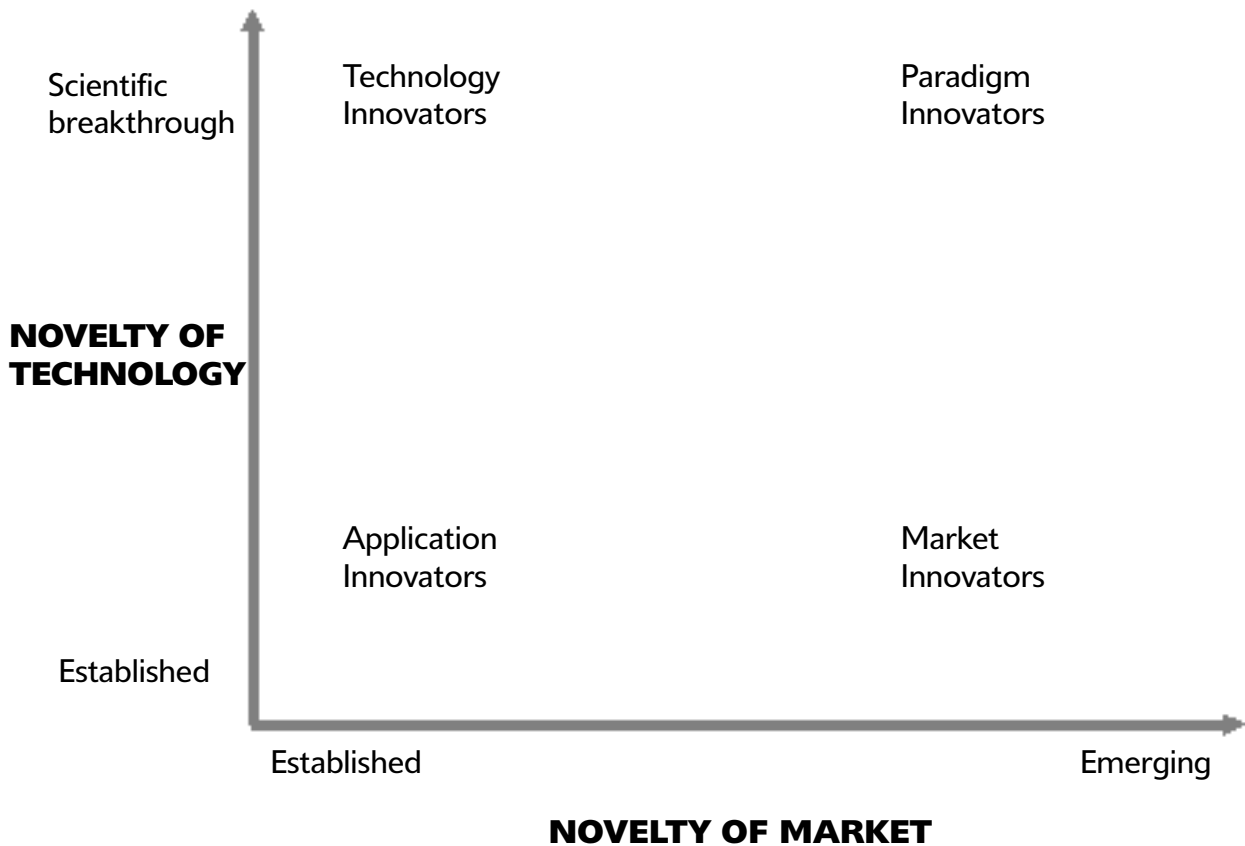 Scientific
breakthrough
Technology
Innovators
Paradigm
Innovators
NOVELTY OF
TECHNOLOGY
Application
Innovators
Market
Innovators
Established
Established
Emerging
NOVELTY OF MARKET